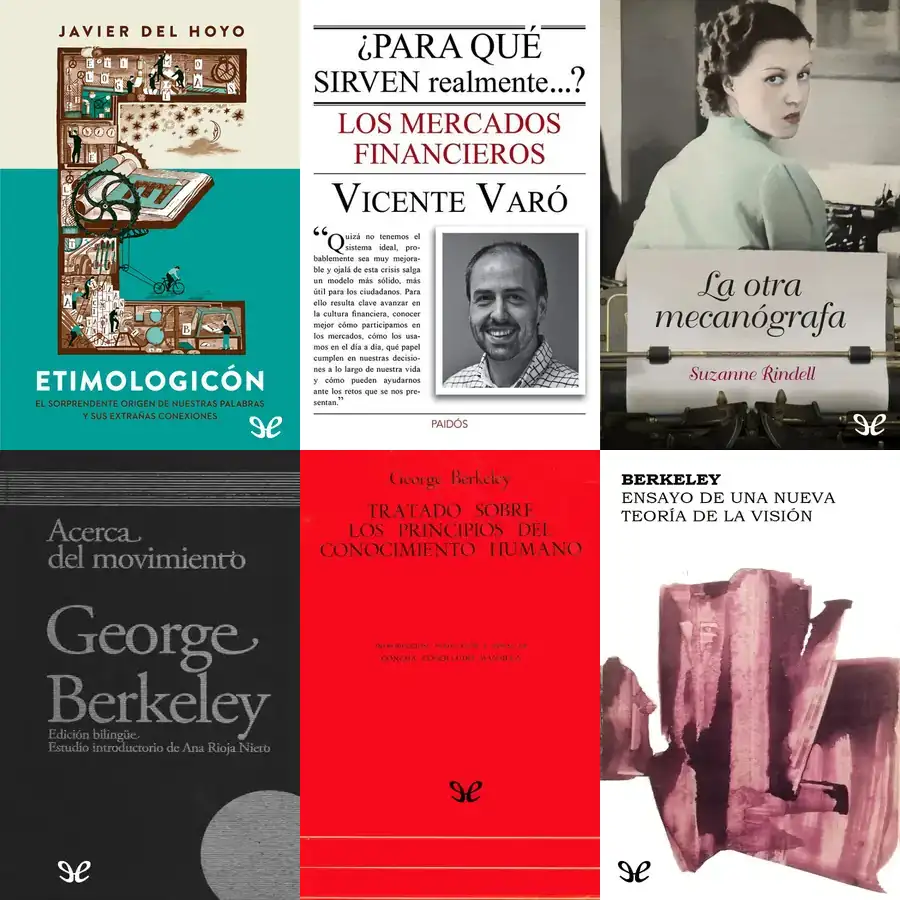 JAVIER DEL HOYO
ETIMOLOGICÓN
EL SORPRENDENTE ORIGEN DE NUESTRAS PALABRAS
Y SUS EXTRAÑAS CONEXIONES
¿PARA QUÉ
SIRVEN realmente...?
LOS MERCADOS
FINANCIEROS
VICENTE VARÓ
“Quizá no tenemos el
sistema ideal, pro-
bablemente sea muy mejora-
ble y ojalá de esta crisis salga
un modelo más sólido, más
útil para los ciudadanos. Para
ello resulta clave avanzar en
la cultura financiera, conocer
mejor cómo participamos en
los mercados, cómo los usa-
mos en el día a día, qué papel
cumplen en nuestras decisio-
nes a lo largo de nuestra vida
y cómo pueden ayudarnos
ante los retos que se nos pre-
sentan.”
PAIDÓS
La otra
mecanógrafa
Suzanne Rindell
Acerca
del movimiento
George
Berkeley
Edición bilingüe.
Estudio introductorio de Ana Rioja Nieto
George Berkeley
TRATADO SOBRE
LOS PRINCIPIOS DEL
CONOCIMIENTO HUMANO
BERKELEY
ENSAYO DE UNA NUEVA
TEORÍA DE LA VISIÓN